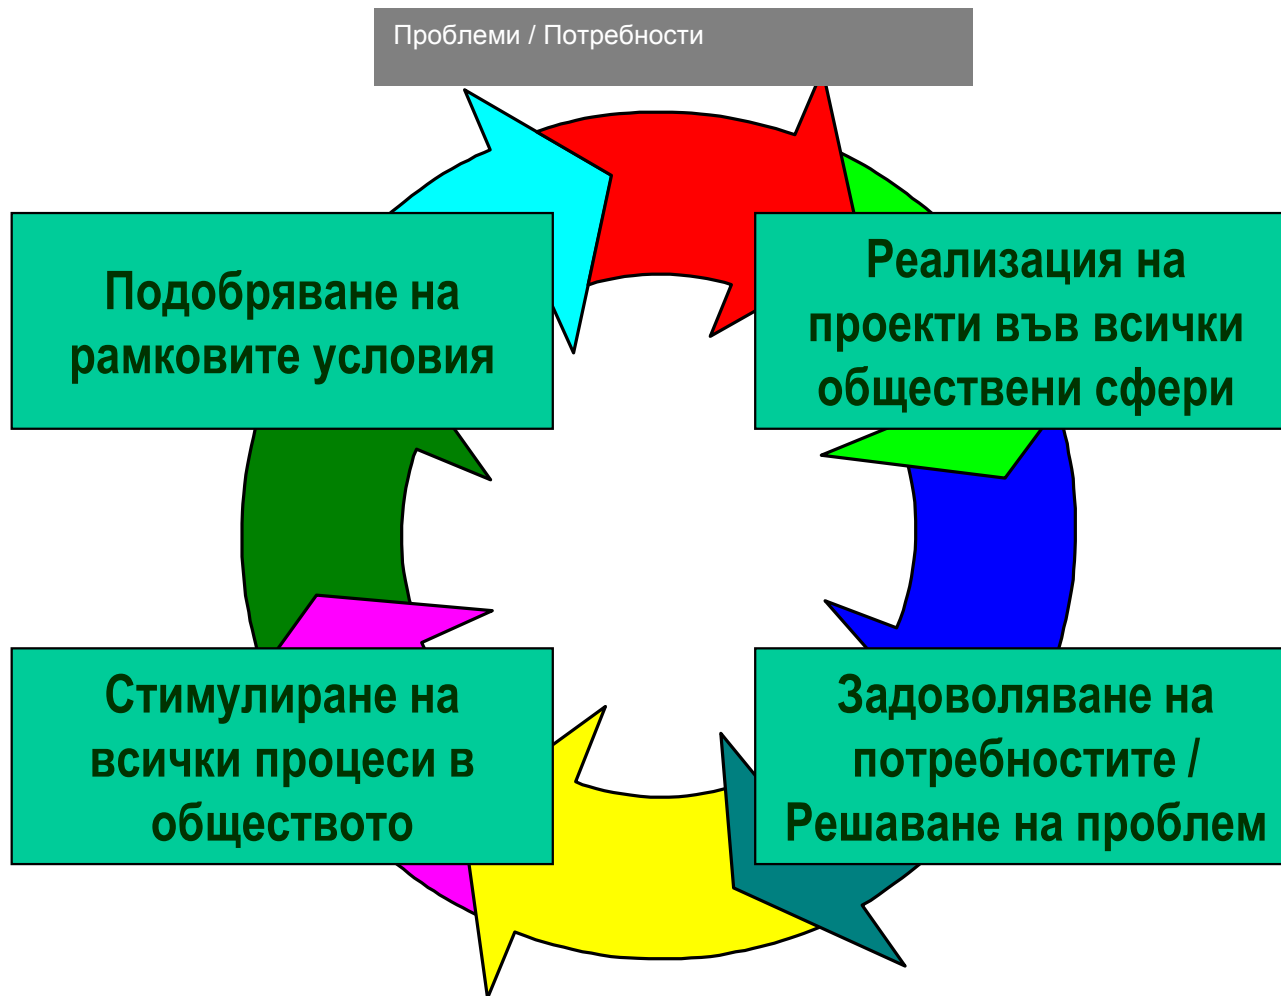 Проблеми / Потребности
Подобряване на
рамковите условия
Реализация на
проекти във всички
обществени сфери
Стимулиране на
всички процеси в
обществото
Задоволяване на
потребностите /
Решаване на проблем